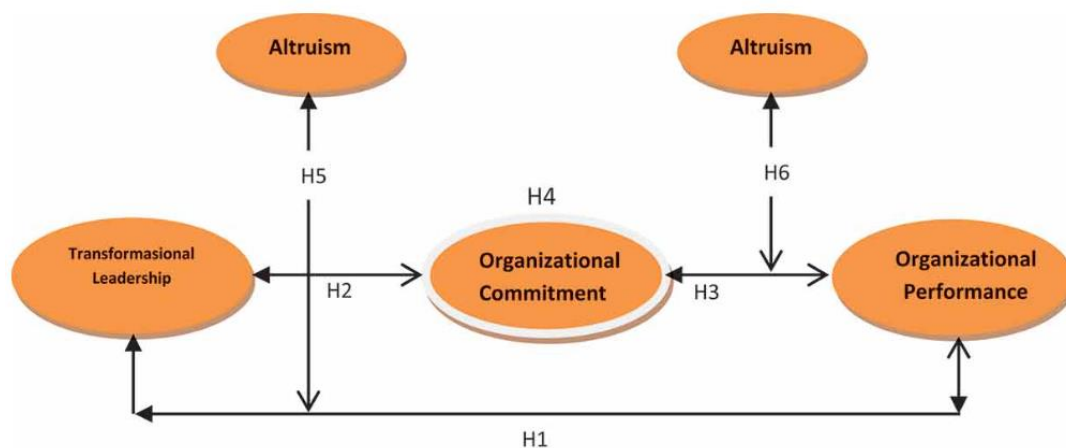 Altruism
Altruism
H5
H6
H4
Transformasional
Leadership
Organizational
Commitment
Organizational
Performance
H2
H3
H1